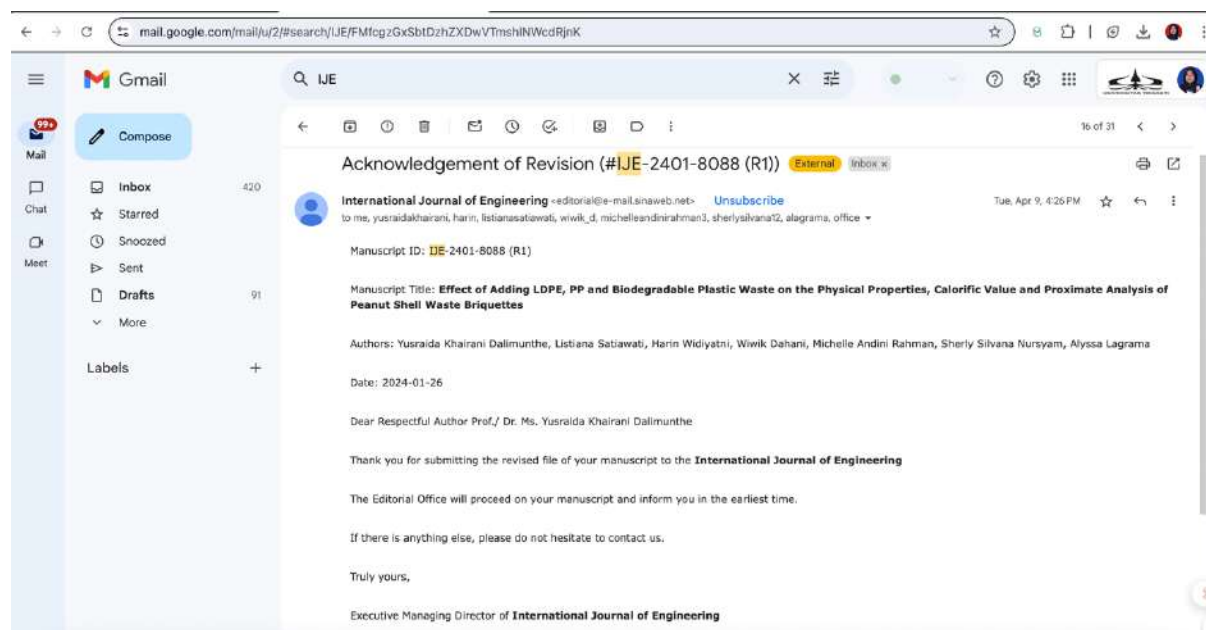 mail.google.com/mail/u/2/#search/IJE/FMfcgzGxSbtDzhZXDwVTmshlNWcdRjnK
Gmail
IJE
99+
Mail
Chat
Meet
Compose
Inbox 420
Starred
Snoozed
Sent
Drafts 91
More
Labels
16 of 31
Acknowledgement of Revision (#IJE-2401-8088 (R1)) External Inbox x
International Journal of Engineering <editorial@e-mail.sinaweb.net> Unsubscribe Tue, Apr 9, 4:26 PM
to me, yusraidakhairani, harin, listianasatiawati, wiwik_d, michelleandinirahman3, sherlysilvana12, alagrama, office
Manuscript ID: IJE-2401-8088 (R1)
Manuscript Title: Effect of Adding LDPE, PP and Biodegradable Plastic Waste on the Physical Properties, Calorific Value and Proximate Analysis of
Peanut Shell Waste Briquettes
Authors: Yusraida Khairani Dalimunthe, Listiana Satiawati, Harin Widiyatni, Wiwik Dahani, Michelle Andini Rahman, Sherly Silvana Nursyam, Alyssa Lagrama
Date: 2024-01-26
Dear Respectful Author Prof./ Dr. Ms. Yusraida Khairani Dalimunthe
Thank you for submitting the revised file of your manuscript to the International Journal of Engineering
The Editorial Office will proceed on your manuscript and inform you in the earliest time.
If there is anything else, please do not hesitate to contact us.
Truly yours,
Executive Managing Director of International Journal of Engineering